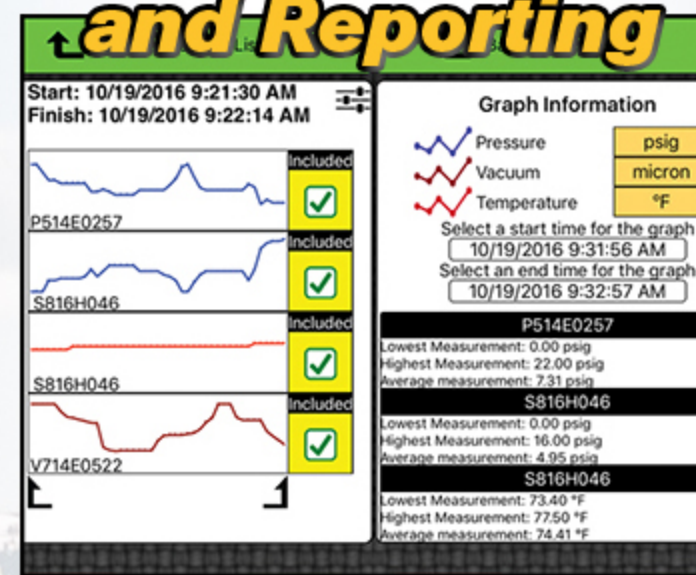 and Reporting
Start: 10/19/2016 9:21:30 AM
Finish: 10/19/2016 9:22:14 AM
Included
P514E0257
Included
S816H046
Included
S816H046
Included
V714E0522
Graph Information
Pressure psig
Vacuum micron
Temperature °F
Select a start time for the graph
10/19/2016 9:31:56 AM
Select an end time for the graph
10/19/2016 9:32:57 AM
P514E0257
Lowest Measurement: 0.00 psig
Highest Measurement: 22.00 psig
Average measurement: 7.31 psig
S816H046
Lowest Measurement: 0.00 psig
Highest Measurement: 16.00 psig
Average measurement: 4.95 psig
S816H046
Lowest Measurement: 73.40 °F
Highest Measurement: 77.50 °F
Average measurement: 74.41 °F